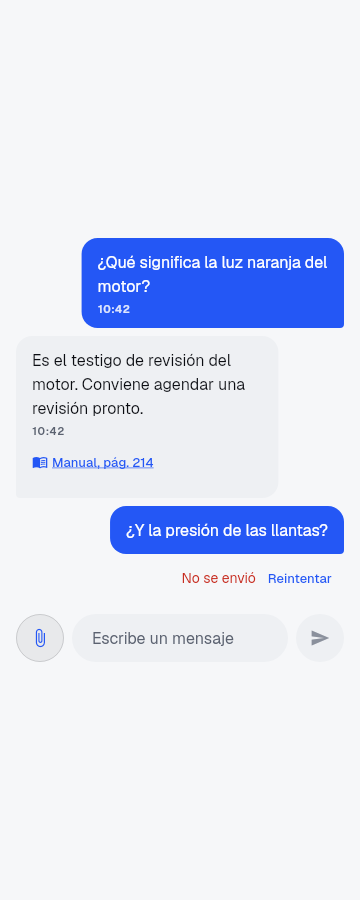 ¿Qué significa la luz naranja del
motor?
10:42
Es el testigo de revisión del
motor. Conviene agendar una
revisión pronto.
10:42
Manual, pág. 214
¿Y la presión de las llantas?
No se envió Reintentar
Escribe un mensaje